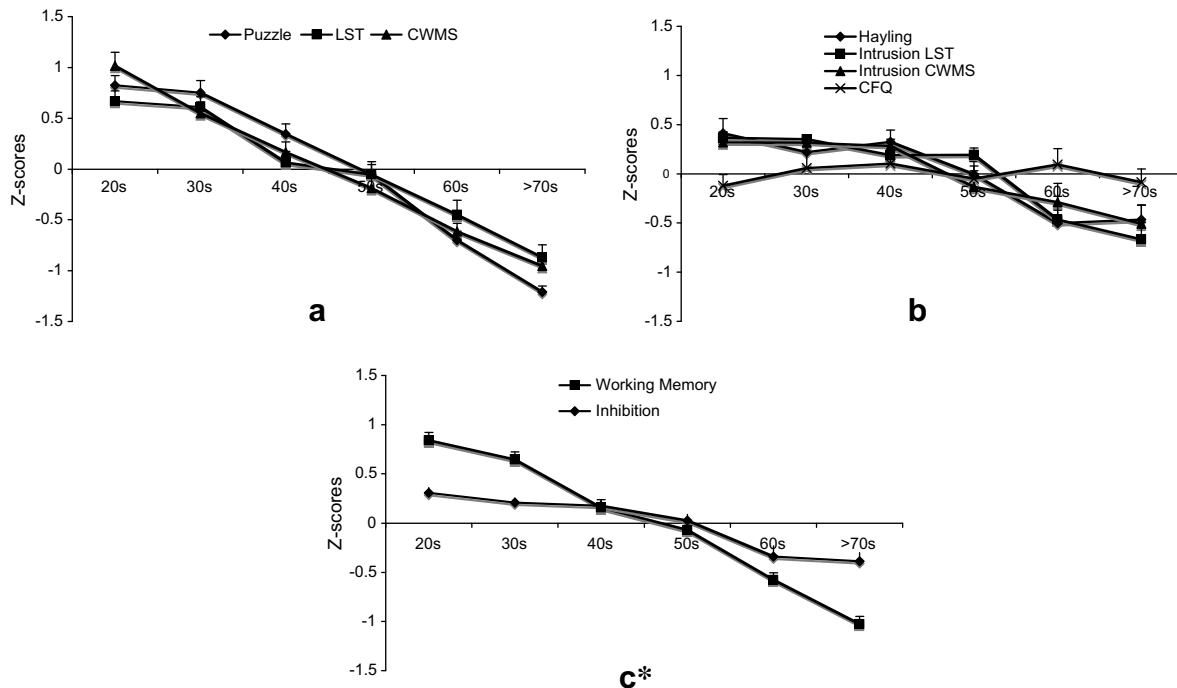 1.5
Puzzle LST CWMS
1
0.5
0
-0.5
-1
-1.5
Z-scores
20s 30s 40s 50s 60s >70s
a
1.5
Hayling
Intrusion LST
Intrusion CWMS
CFQ
1
0.5
0
-0.5
-1
-1.5
Z-scores
20s 30s 40s 50s 60s >70s
b
1.5
Working Memory
Inhibition
1
0.5
0
-0.5
-1
-1.5
Z-scores
20s 30s 40s 50s 60s >70s
c*